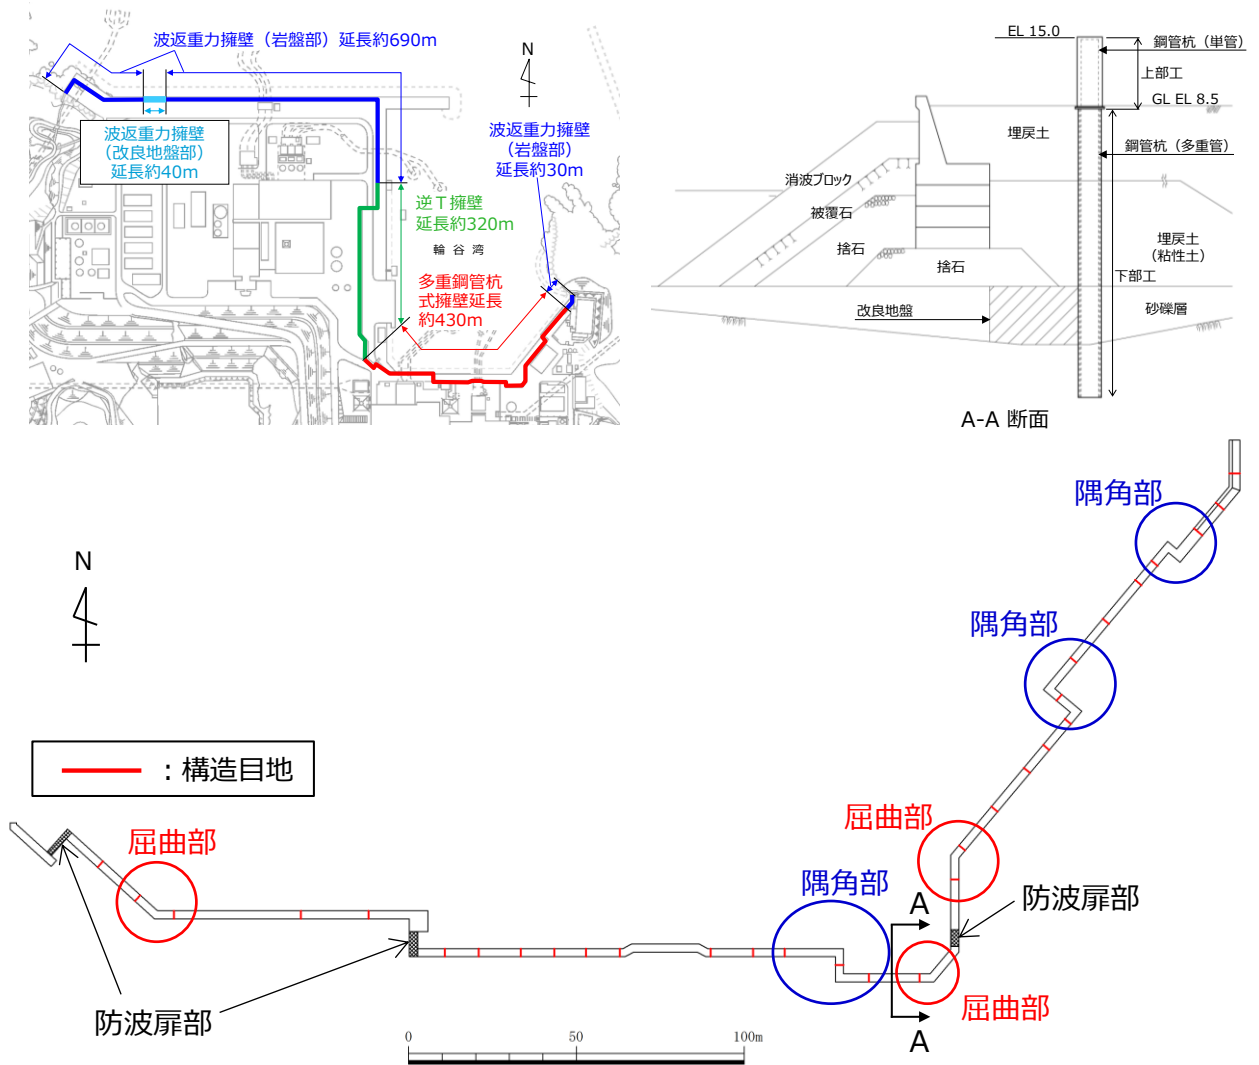 波返重力擁壁（岩盤部）延長約690m
N
波返重力擁壁
（改良地盤部）
延長約40m
波返重力擁壁
（岩盤部）
延長約30m
逆Ｔ擁壁
延長約320m
輪谷湾
多重鋼管杭
式擁壁延長
約430m
EL 15.0
鋼管杭（単管）
上部工
GL EL 8.5
埋戻土
鋼管杭（多重管）
消波ブロック
被覆石
捨石
捨石
埋戻土
（粘性土）
下部工
改良地盤
砂礫層
A-A 断面
隅角部
N
隅角部
：構造目地
屈曲部
屈曲部
隅角部
A
防波扉部
防波扉部
屈曲部
A
0
50
100m